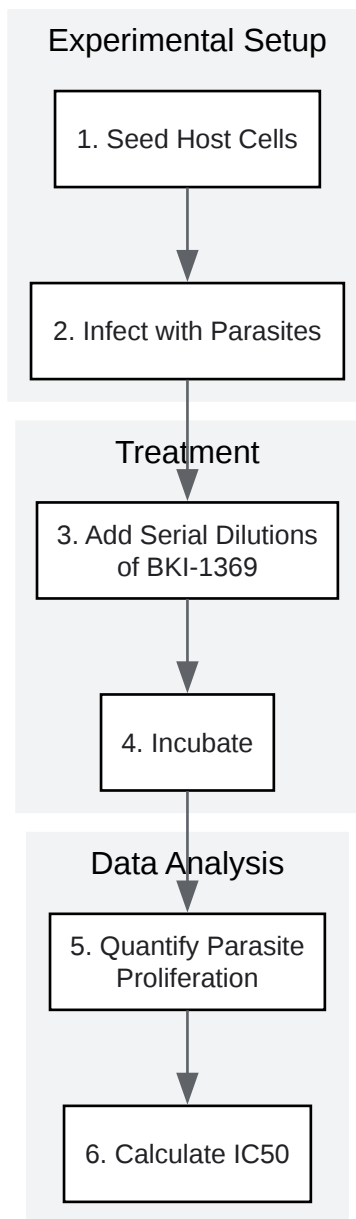 Experimental Setup
1. Seed Host Cells
2. Infect with Parasites
Treatment
3. Add Serial Dilutions
of BKI-1369
4. Incubate
Data Analysis
5. Quantify Parasite
Proliferation
6. Calculate IC50